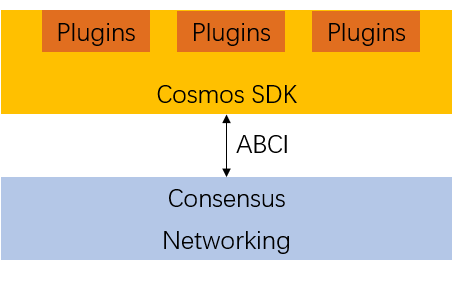 Plugins Plugins Plugins
Cosmos SDK
ABCI
Consensus
Networking